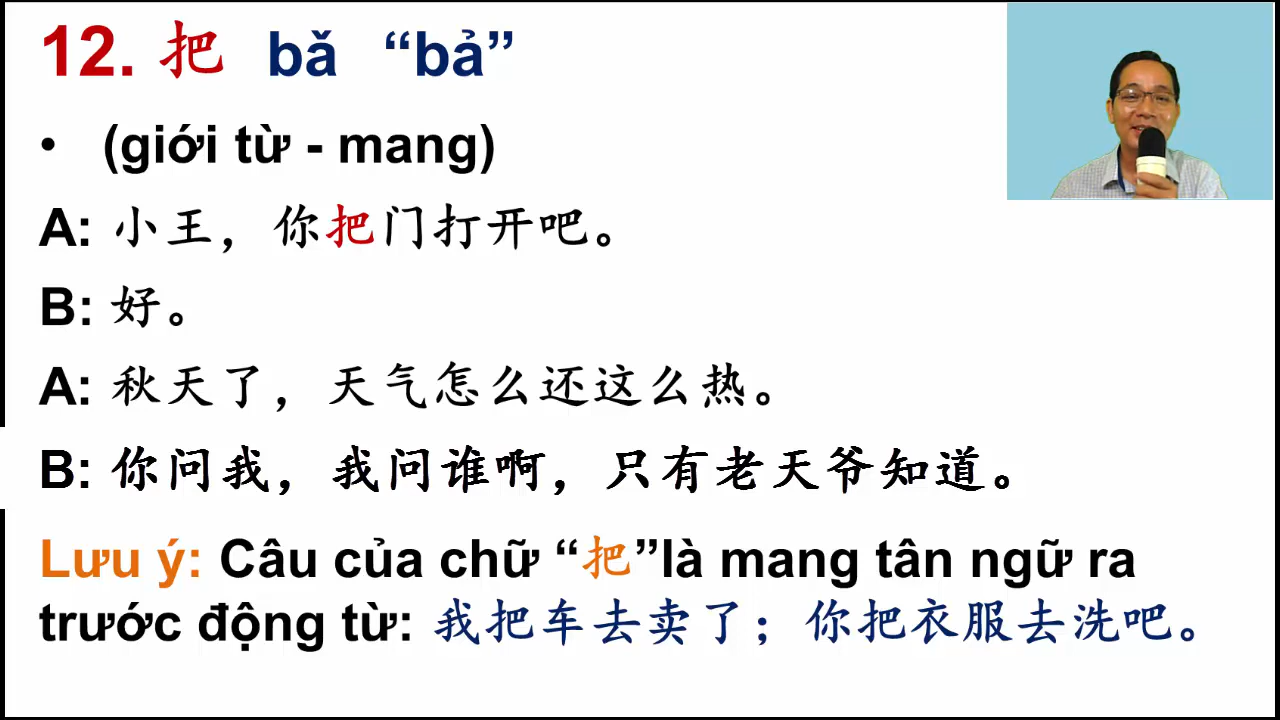 12. 把 bǎ “bả”
• (giới từ - mang)
A: 小王，你把门打开吧。
B: 好。
A: 秋天了，天气怎么还这么热。
B: 你问我，我问谁啊，只有老天爷知道。
Lưu ý: Câu của chữ “把”là mang tân ngữ ra
trước động từ: 我把车去卖了；你把衣服去洗吧。